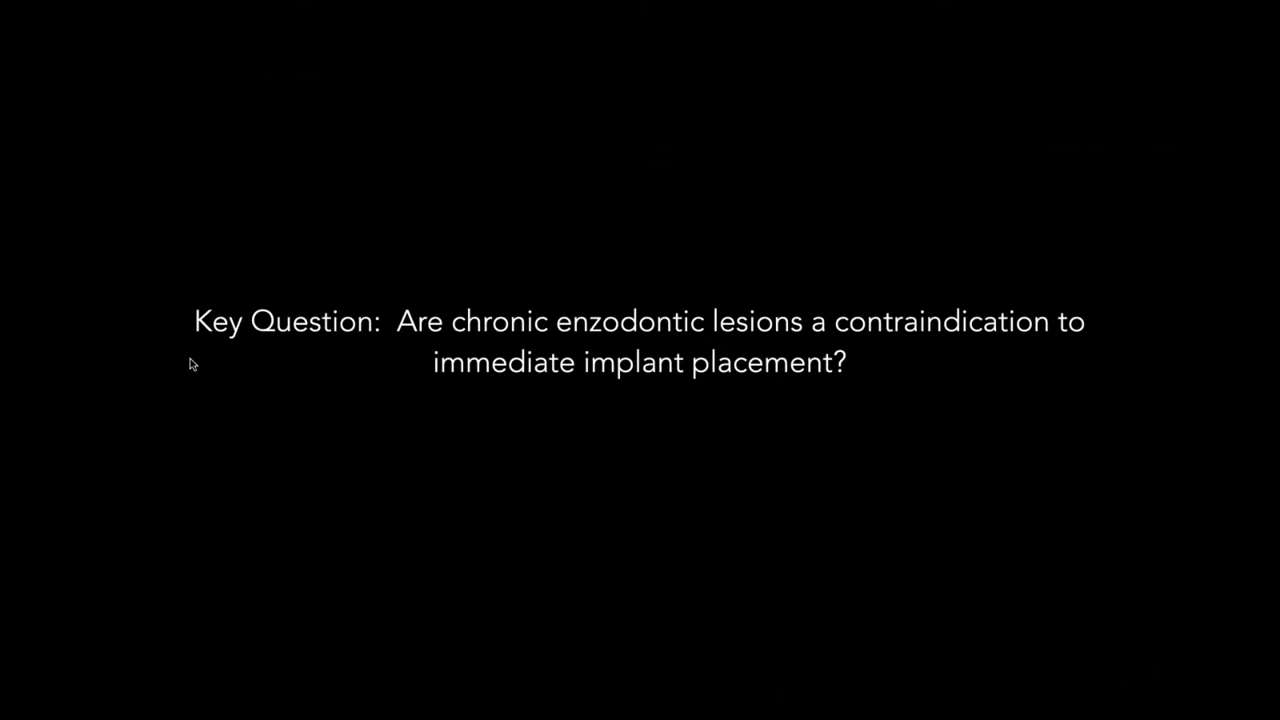 Key Question:  Are chronic enzodontic lesions a contraindication to
immediate implant placement?